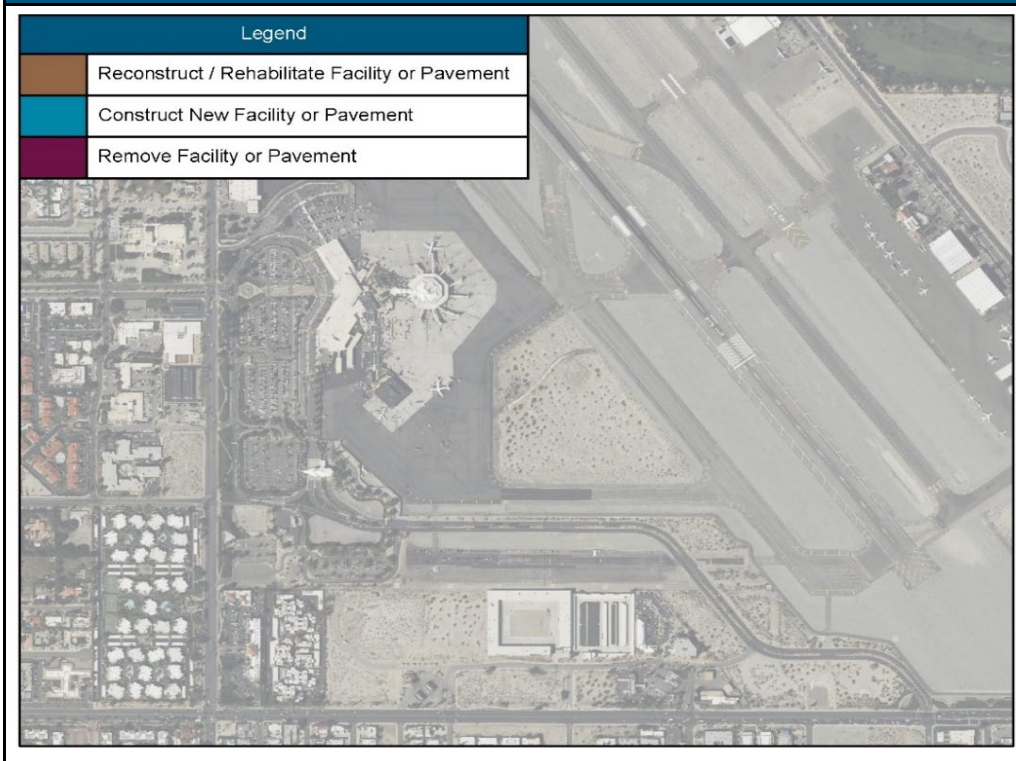 Legend
Reconstruct / Rehabilitate Facility or Pavement
Construct New Facility or Pavement
Remove Facility or Pavement